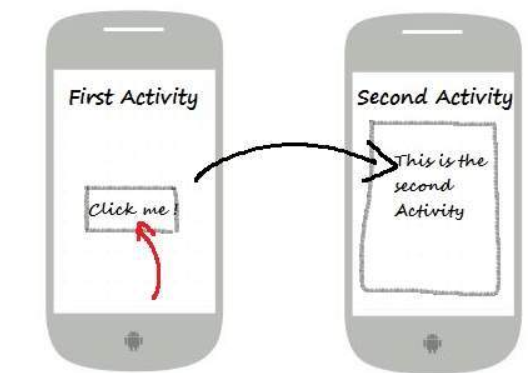 First Activity
Click me !
Second Activity
This is the
second
Activity